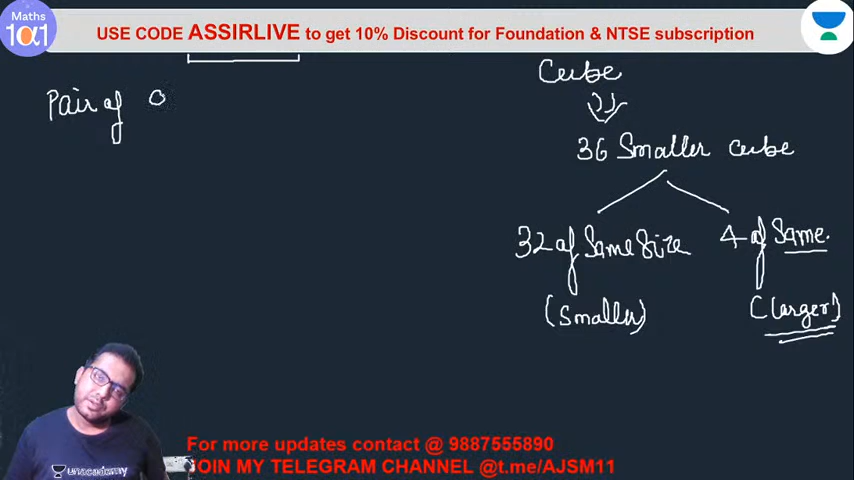 Maths
1α1
USE CODE ASSIRLIVE to get 10% Discount for Foundation & NTSE subscription
Pair of o
Cube
36 Smaller cube
32 of Same Size
4 of Same.
(Smaller)
(Larger)
unacademy
For more updates contact @ 9887555890
JOIN MY TELEGRAM CHANNEL @t.me/AJSM11